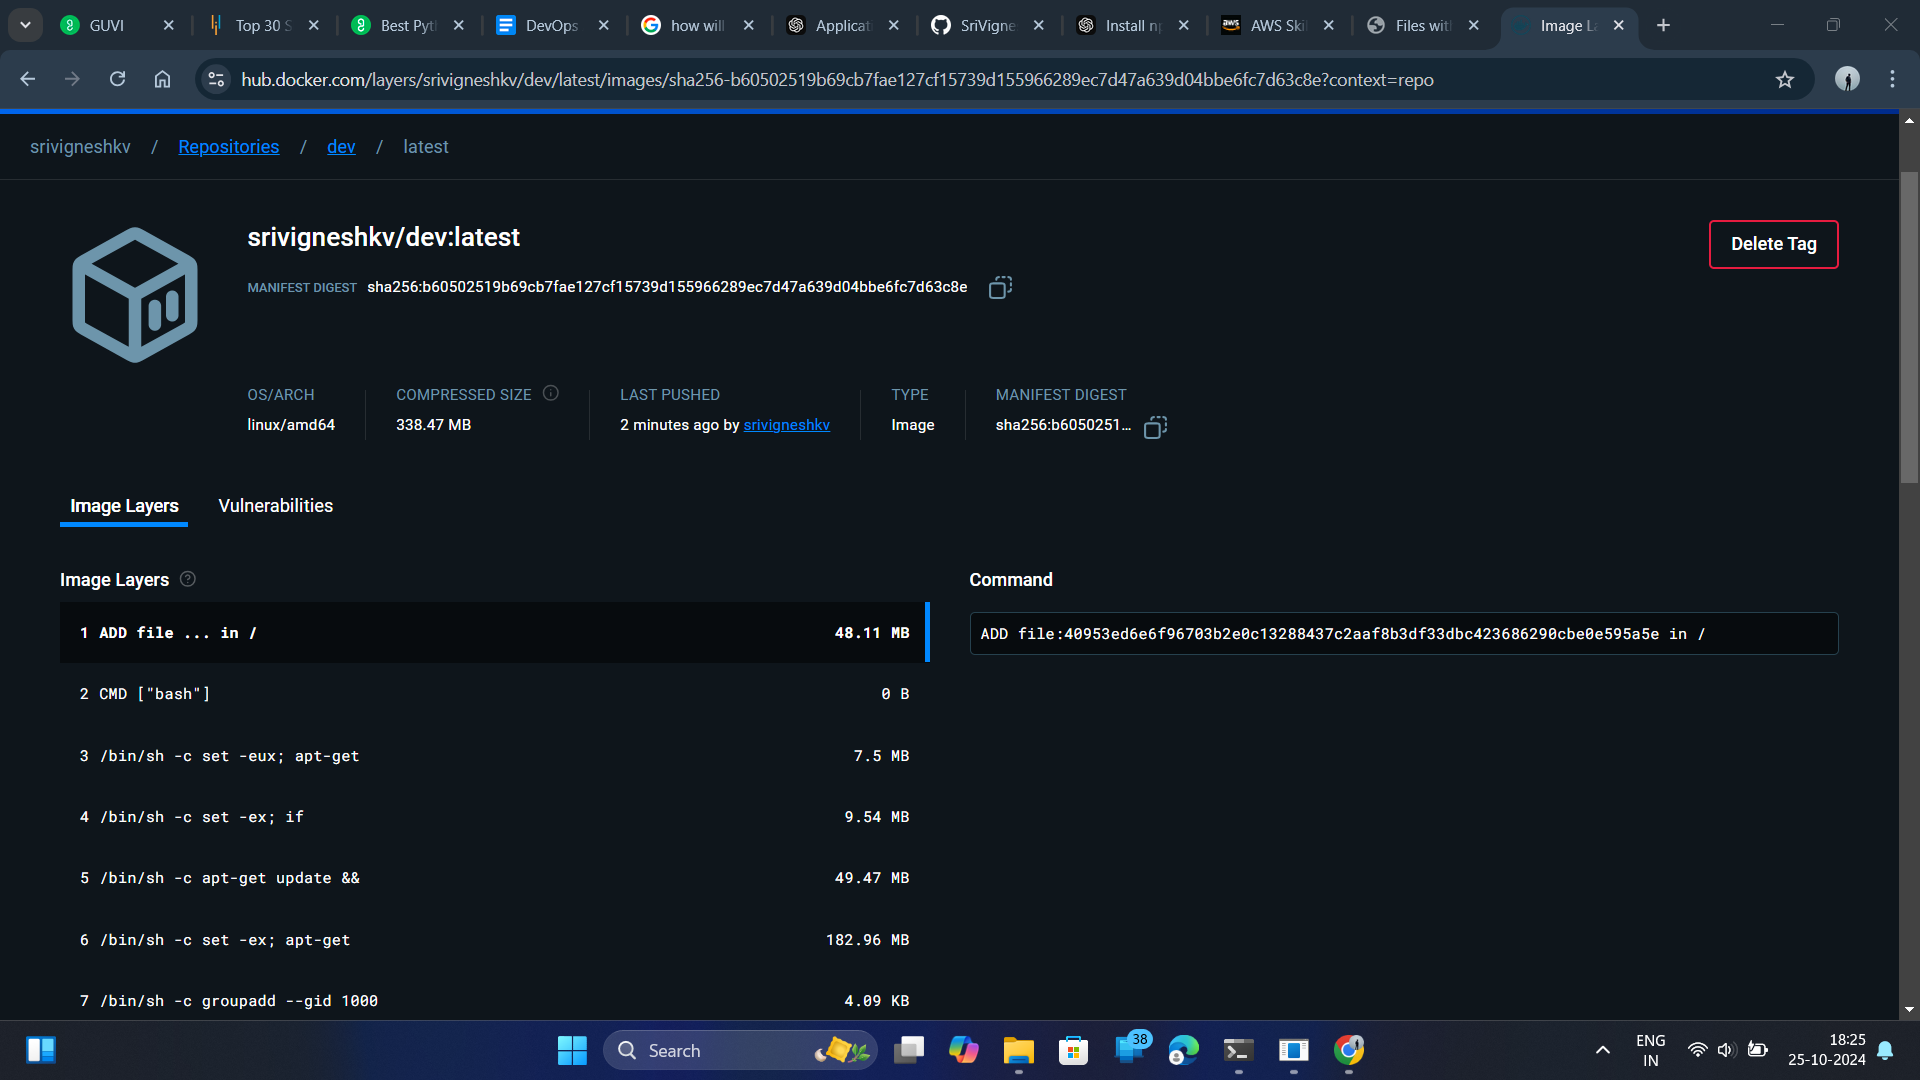 GUVI
Top 30 S
Best Pyt
DevOps
how will
Applicati
SriVigne
Install np
aws
AWS Skil
Files with
Image La
hub.docker.com/layers/srivigneshkv/dev/latest/images/sha256-b60502519b69cb7fae127cf15739d155966289ec7d47a639d04bbe6fc7d63c8e?context=repo
srivigneshkv / Repositories / dev / latest
srivigneshkv/dev:latest
Delete Tag
MANIFEST DIGEST sha256:b60502519b69cb7fae127cf15739d155966289ec7d47a639d04bbe6fc7d63c8e
OS/ARCH
linux/amd64
COMPRESSED SIZE
338.47 MB
LAST PUSHED
2 minutes ago by srivigneshkv
TYPE
Image
MANIFEST DIGEST
sha256:b6050251...
Image Layers
Vulnerabilities
Image Layers
1 ADD file ... in / 48.11 MB
2 CMD ["bash"] 0 B
3 /bin/sh -c set -eux; apt-get 7.5 MB
4 /bin/sh -c set -ex; if 9.54 MB
5 /bin/sh -c apt-get update && 49.47 MB
6 /bin/sh -c set -ex; apt-get 182.96 MB
7 /bin/sh -c groupadd --gid 1000 4.09 KB
Command
ADD file:40953ed6e6f96703b2e0c13288437c2aaf8b3df33dbc423686290cbe0e595a5e in /
Search
38
ENG
IN
18:25
25-10-2024